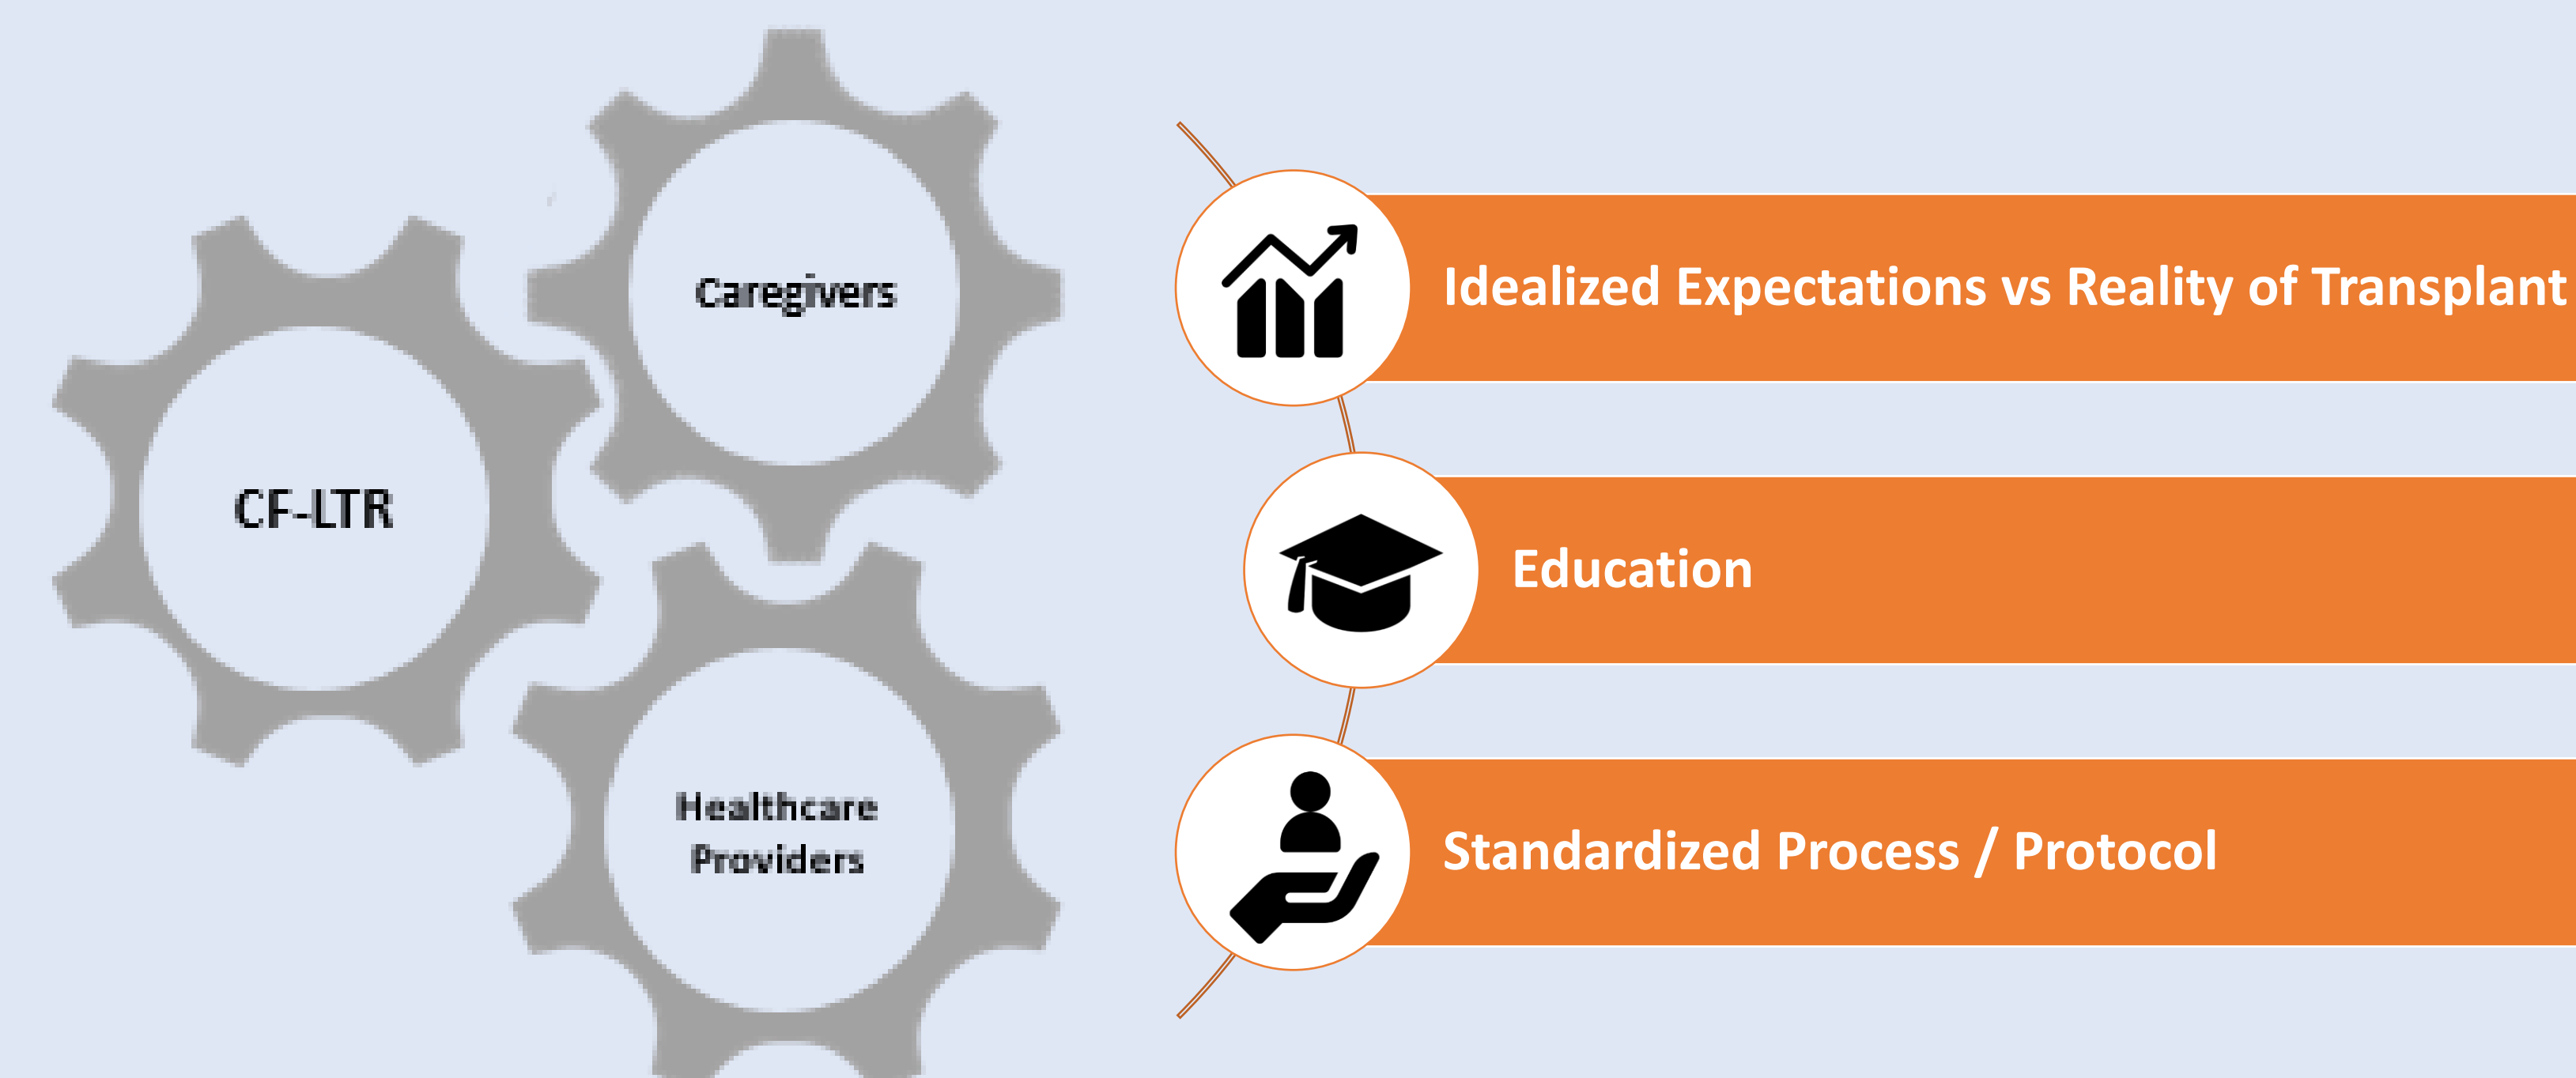 Caregivers
CF-LTR
Healthcare
Providers
Idealized Expectations vs Reality of Transplant
Education
Standardized Process / Protocol